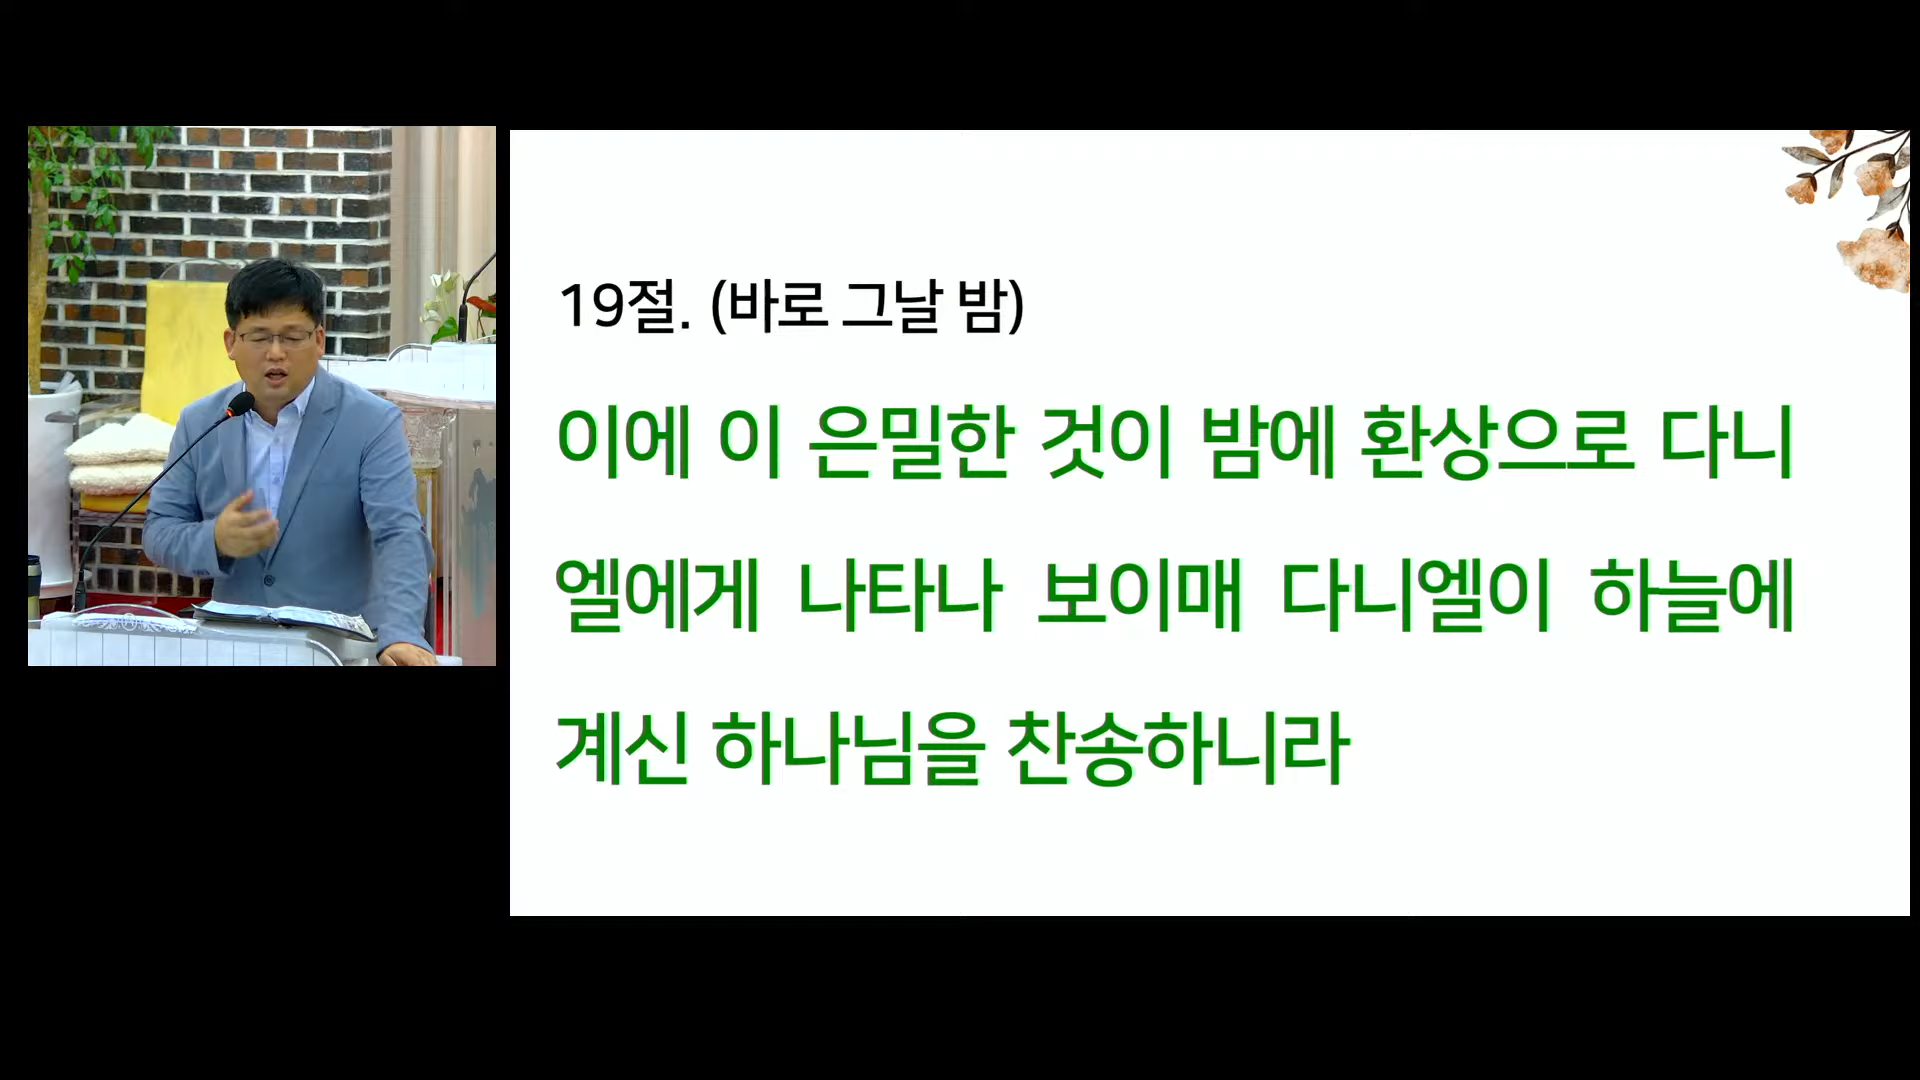 19절. (바로 그날 밤)
이에 이 은밀한 것이 밤에 환상으로 다니
엘에게 나타나 보이매 다니엘이 하늘에
계신 하나님을 찬송하니라